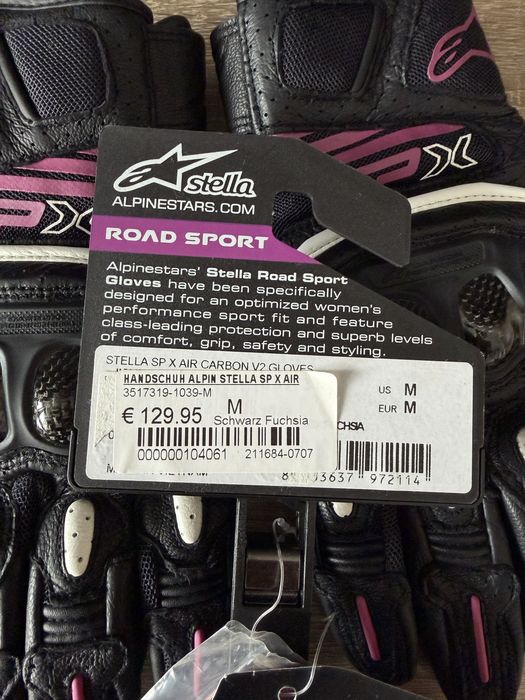 stella
ALPINESTARS.COM
ROAD SPORT
Alpinestars' Stella Road Sport
Gloves have been specifically
designed for an optimized women's
performance sport fit and feature
class-leading protection and superb levels
of comfort, grip, safety and styling.
STELLA SP X AIR CARBON V2 GLOVES
HANDSCHUH ALPIN STELLA SP X AIR
3517319-1039-M
€ 129.95 M
Schwarz Fuchsia
000000104061 211684-0707
US M
EUR M
CHSIA
3637 972114
X
X